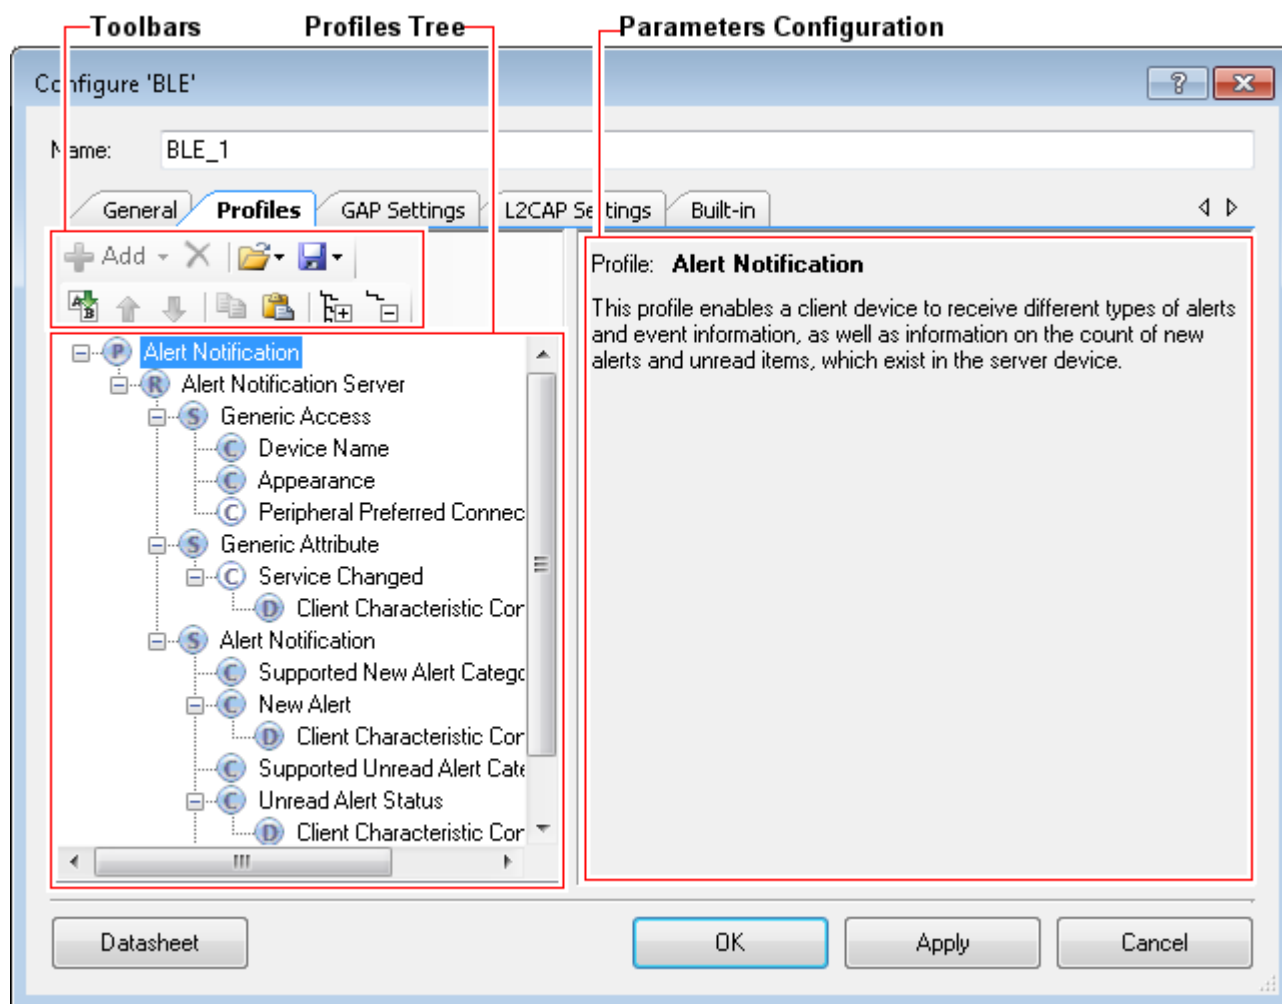 Toolbars Profiles Tree Parameters Configuration
Configure 'BLE'
Name: BLE_1
General Profiles GAP Settings L2CAP Settings Built-in
Add
Profile: Alert Notification
This profile enables a client device to receive different types of alerts
and event information, as well as information on the count of new
alerts and unread items, which exist in the server device.
P Alert Notification
R Alert Notification Server
S Generic Access
C Device Name
C Appearance
C Peripheral Preferred Connec
S Generic Attribute
C Service Changed
D Client Characteristic Cor
S Alert Notification
C Supported New Alert Catego
C New Alert
D Client Characteristic Cor
C Supported Unread Alert Cate
C Unread Alert Status
D Client Characteristic Cor
Datasheet OK Apply Cancel